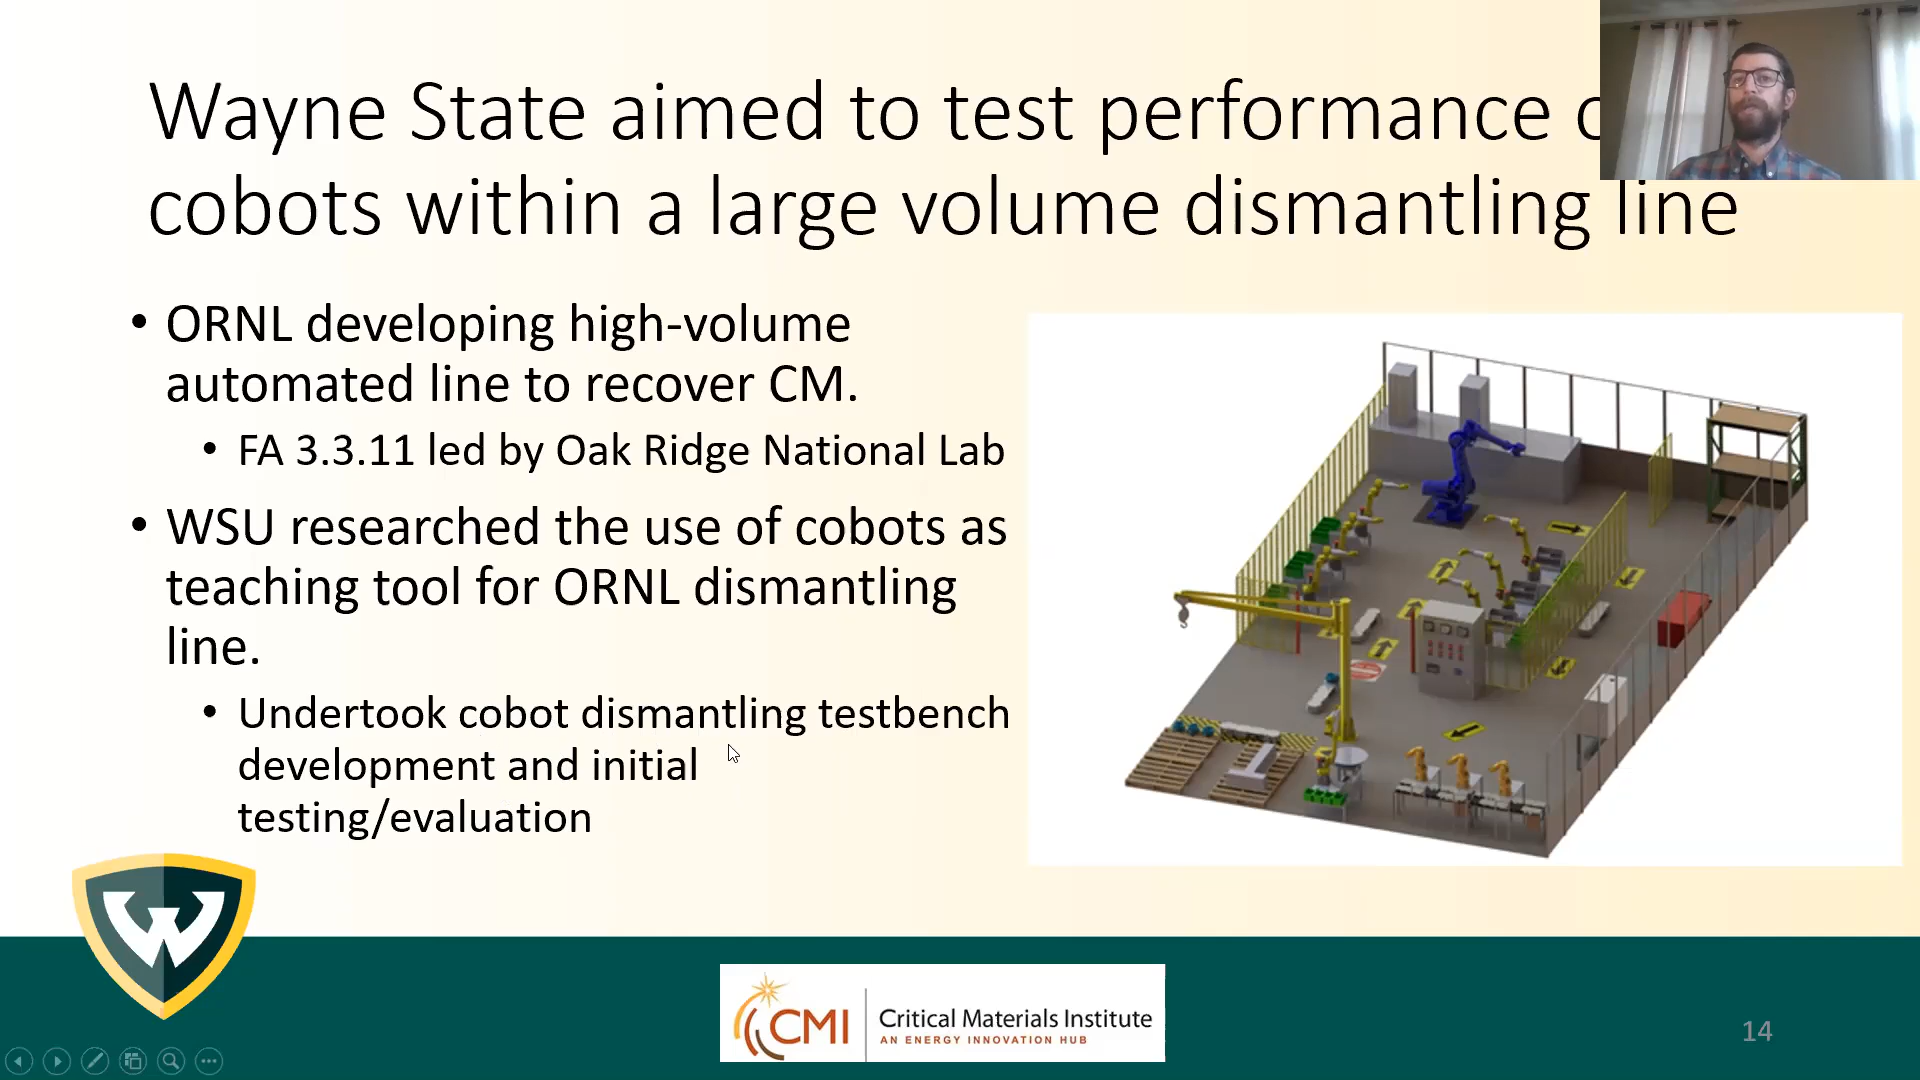 Wayne State aimed to test performance
cobots within a large volume dismantling line
• ORNL developing high-volume
automated line to recover CM.
• FA 3.3.11 led by Oak Ridge National Lab
• WSU researched the use of cobots as
teaching tool for ORNL dismantling
line.
• Undertook cobot dismantling testbench
development and initial
testing/evaluation
W
CMI
Critical Materials Institute
AN ENERGY INNOVATION HUB
14